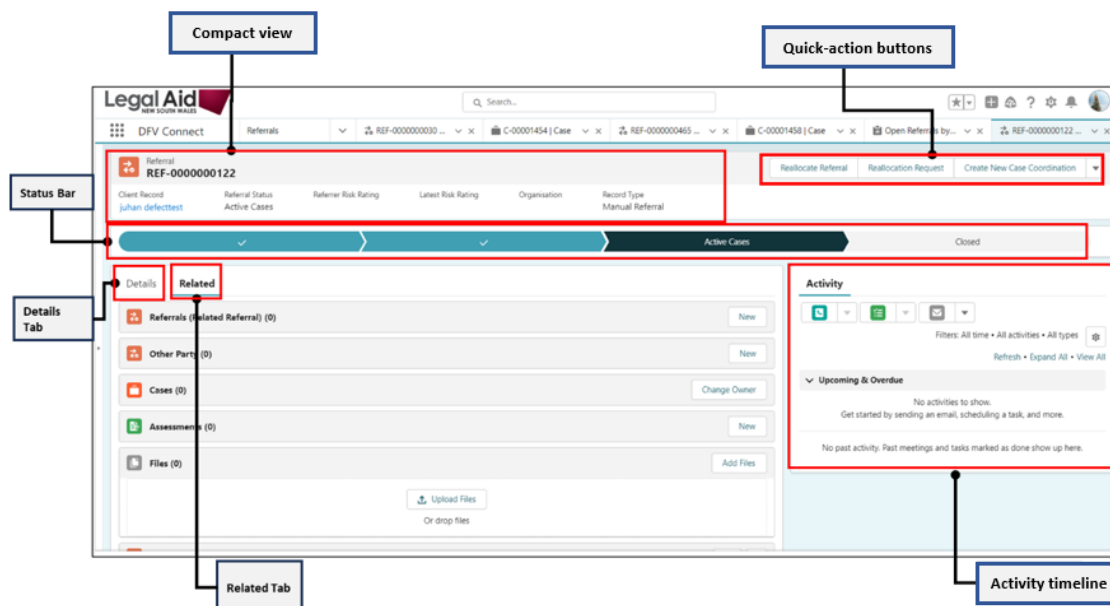 Compact view
Quick-action buttons
Legal Aid
NEW SOUTH WALES
Search...
DFV Connect
Referrals
REF-0000000030 ...
C-00001454 | Case
REF-0000000465 ...
C-00001458 | Case
Open Referrals by...
REF-0000000122 ...
Referral
REF-0000000122
Reallocate Referral
Reallocation Request
Create New Case Coordination
Status Bar
Client Record
Referral Status
Referrer Risk Rating
Latest Risk Rating
Organisation
Record Type
juhan defecttest
Active Cases
Manual Referral
Active Cases
Closed
Details
Related
Activity
Details
Tab
Referrals (Related Referral) (0)
New
Filters: All time • All activities • All types
Other Party (0)
New
Refresh • Expand All • View All
Cases (0)
Change Owner
Upcoming & Overdue
No activities to show.
Get started by sending an email, scheduling a task, and more.
Assessments (0)
New
No past activity. Past meetings and tasks marked as done show up here.
Files (0)
Add Files
Upload Files
Or drop files
Related Tab
Activity timeline